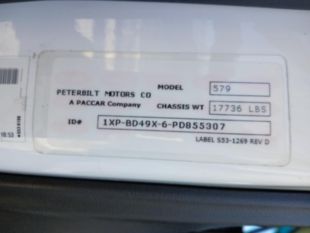 PETERBILT MOTORS CO MODEL 579
A PACCAR Company CHASSIS WT 17736 LBS
ID# 1XP-BD49X-6-PD855307
LABEL S53-1269 REV D